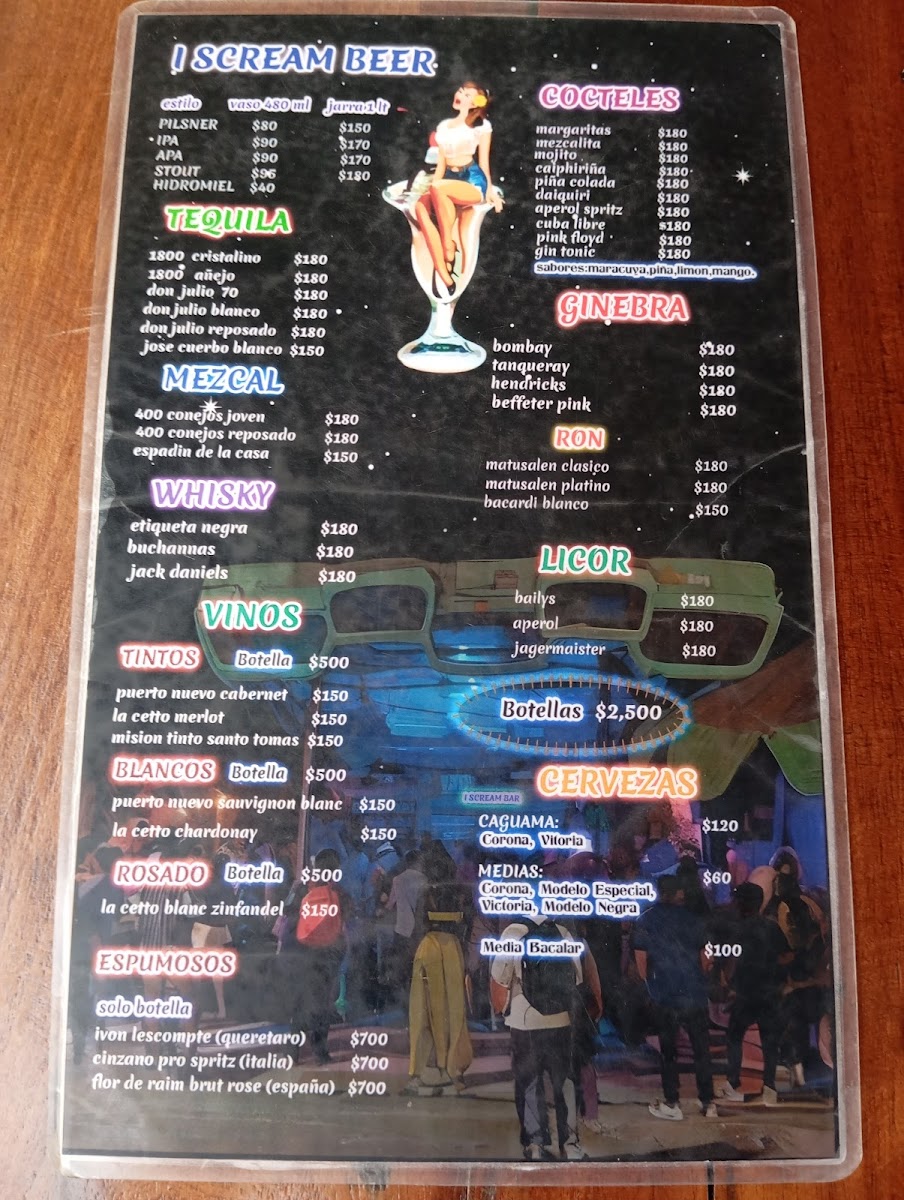 I SCREAM BEER
estilo vaso 480 ml jarra 1 lt
PILSNER $80 $150
IPA $90 $170
APA $90 $170
STOUT $96 $180
HIDROMIEL $40
TEQUILA
1800 cristalino $180
1800 añejo $180
don julio 70 $180
don julio blanco $180
don julio reposado $180
jose cuerbo blanco $150
MEZCAL
400 conejos joven $180
400 conejos reposado $180
espadin de la casa $150
WHISKY
etiqueta negra $180
buchannas $180
jack daniels $180
VINOS
TINTOS Botella $500
puerto nuevo cabernet $150
la cetto merlot $150
mision tinto santo tomas $150
BLANCOS Botella $500
puerto nuevo sauvignon blanc $150
la cetto chardonay $150
ROSADO Botella $500
la cetto blanc zinfandel $150
ESPUMOSOS
solo botella
ivon lescompte (queretaro) $700
cinzano pro spritz (italia) $700
flor de raim brut rose (españa) $700
COCTELES
margaritas $180
mezcalita $180
mojito $180
calphiriña $180
piña colada $180
daiquiri $180
aperol spritz $180
cuba libre $180
pink floyd $180
gin tonic $180
sabores:maracuya,piña,limon,mango.
GINEBRA
bombay $180
tanqueray $180
hendricks $180
beffeter pink $180
RON
matusalen clasico $180
matusalen platino $180
bacardi blanco $150
LICOR
bailys $180
aperol $180
jagermaister $180
Botellas $2,500
CERVEZAS
I SCREAM BAR
CAGUAMA: $120
Corona, Vitoria
MEDIAS: $60
Corona, Modelo Especial,
Victoria, Modelo Negra
Media Bacalar $100